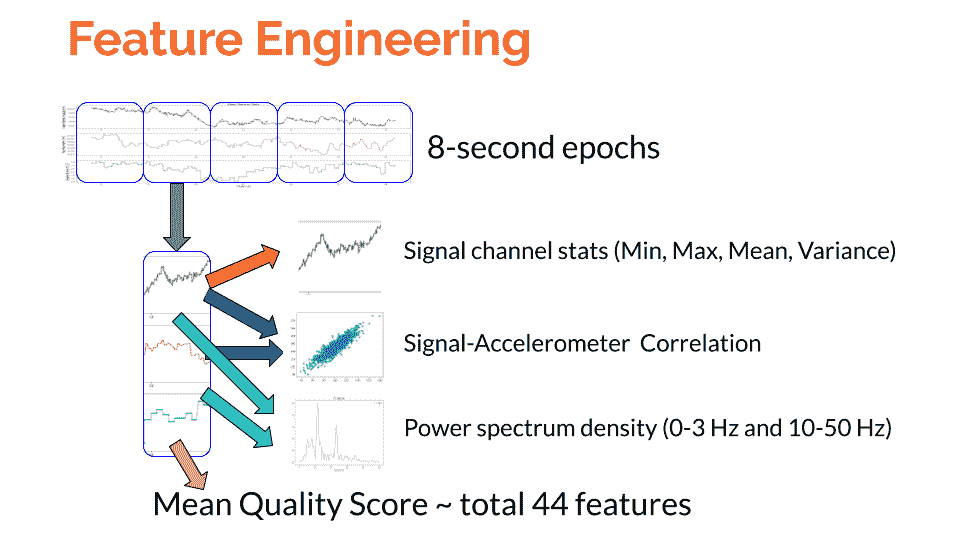 Feature Engineering
8-second epochs
Signal channel stats (Min, Max, Mean, Variance)
Signal-Accelerometer Correlation
Power spectrum density (0-3 Hz and 10-50 Hz)
Mean Quality Score ~ total 44 features